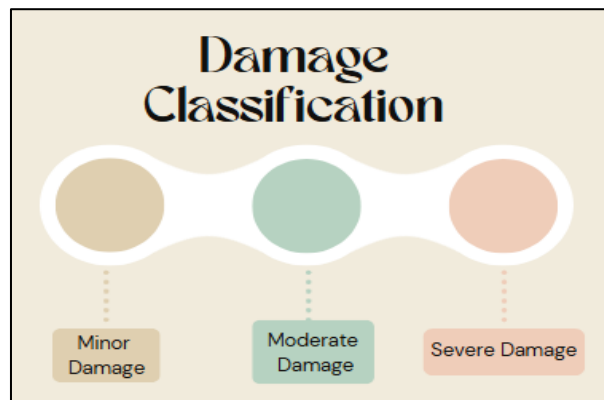 Damage
Classification
Minor
Damage
Moderate
Damage
Severe Damage